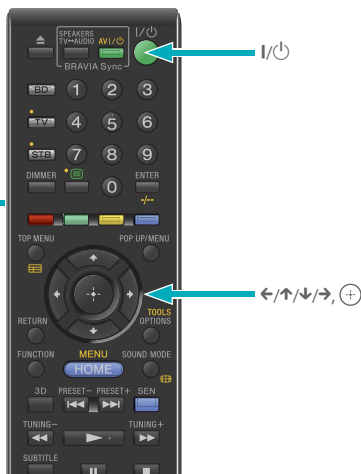 SPEAKERS
TV↔AUDIO AV I/⏻ I/⏻
I/⏻
BRAVIA Sync
BD 1 2 3
TV 4 5 6
STB 7 8 9
DIMMER ENTER
0
-/--
TOP MENU POP UP/MENU
←/↑/↓/→, ⊕
TOOLS
RETURN OPTIONS
FUNCTION MENU SOUND MODE
HOME
3D PRESET– PRESET+ SEN
TUNING– TUNING+
SUBTITLE